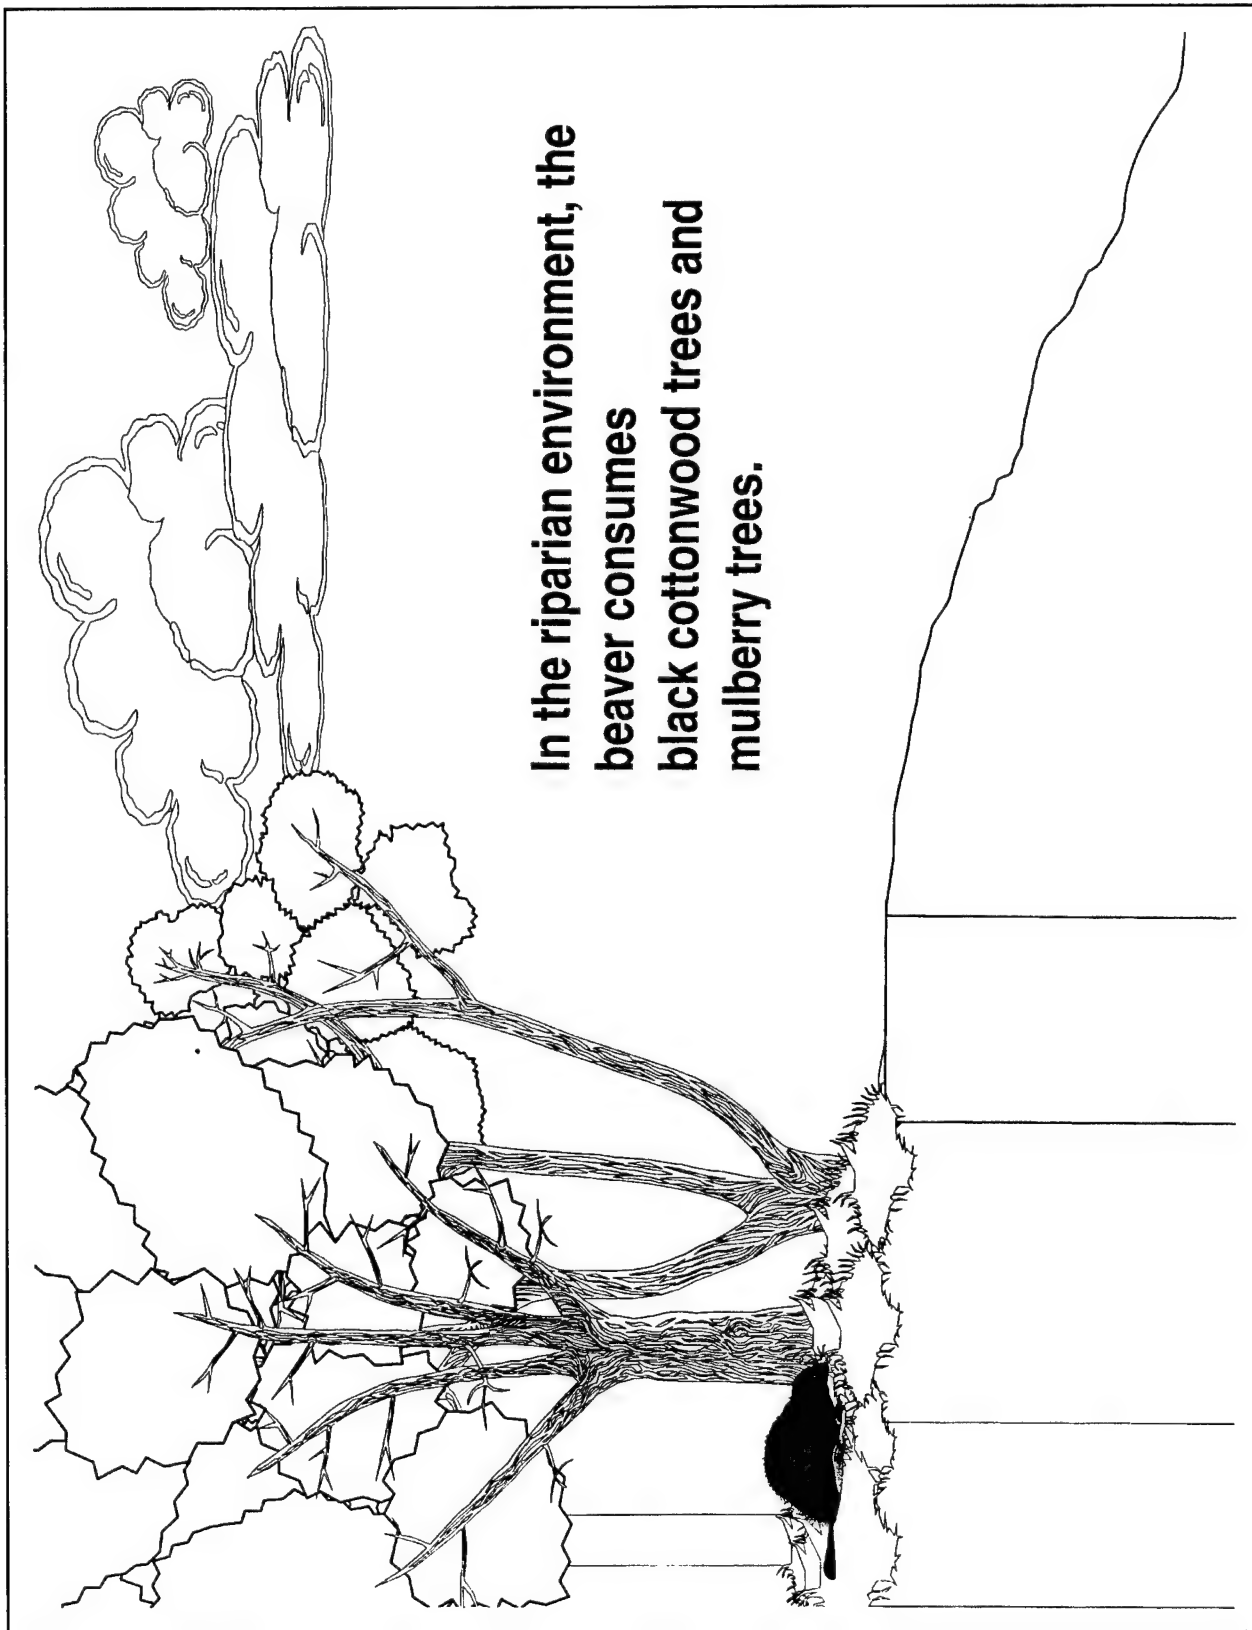 In the riparian environment, the
beaver consumes
black cottonwood trees and
mulberry trees.